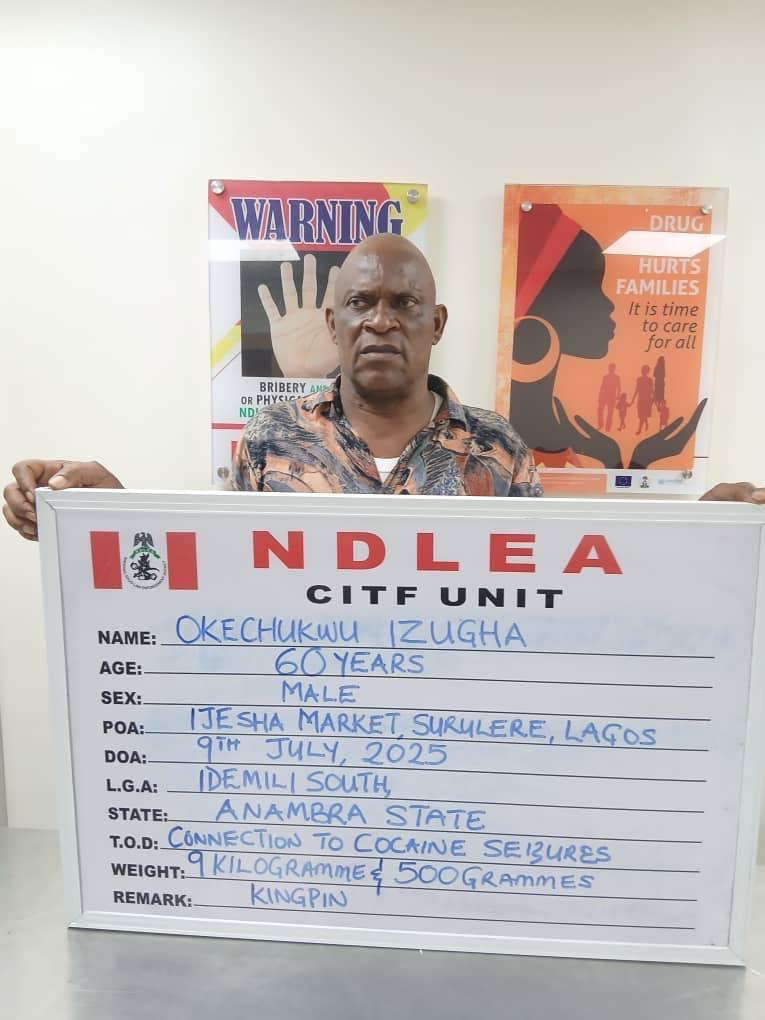 WARNING
BRIBERY AND
OR PHYSIC
NDL
DRUG
HURTS
FAMILIES
It is time
to care
for all
NDLEA
CITF UNIT
NAME: OKECHUKWU IZUGHA
AGE: 60 YEARS
SEX: MALE
POA: IJESHA MARKET, SURULERE, LAGOS
DOA: 9TH JULY, 2025
L.G.A: IDEMILI SOUTH,
STATE: ANAMBRA STATE
T.O.D: CONNECTION TO COCAINE SEIZURES
WEIGHT: 9 KILOGRAMME & 500GRAMMES
REMARK: KINGPIN